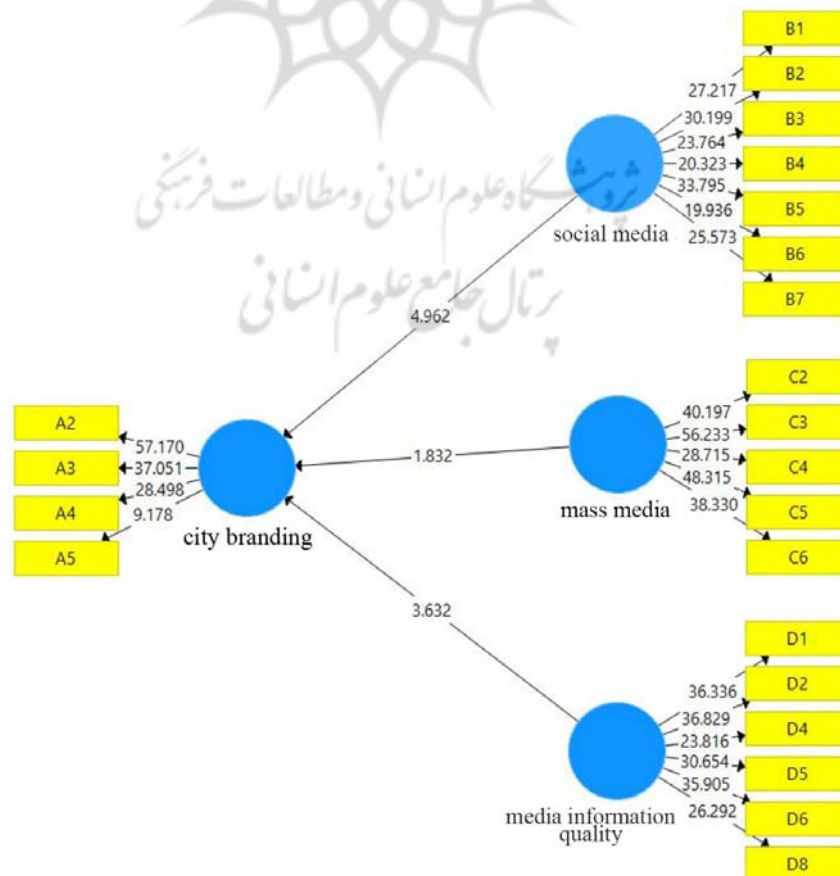 B1
B2
B3
B4
B5
B6
B7
27.217
30.199
23.764
20.323
33.795
19.936
25.573
social media
پژوهشگاه علوم انسانی و مطالعات فرهنگی
پرتال جامع علوم انسانی
4.962
C2
C3
C4
C5
C6
40.197
56.233
28.715
48.315
38.330
mass media
1.832
A2
A3
A4
A5
57.170
37.051
28.498
9.178
city branding
3.632
D1
D2
D4
D5
D6
D8
36.336
36.829
23.816
30.654
35.905
26.292
media information
quality